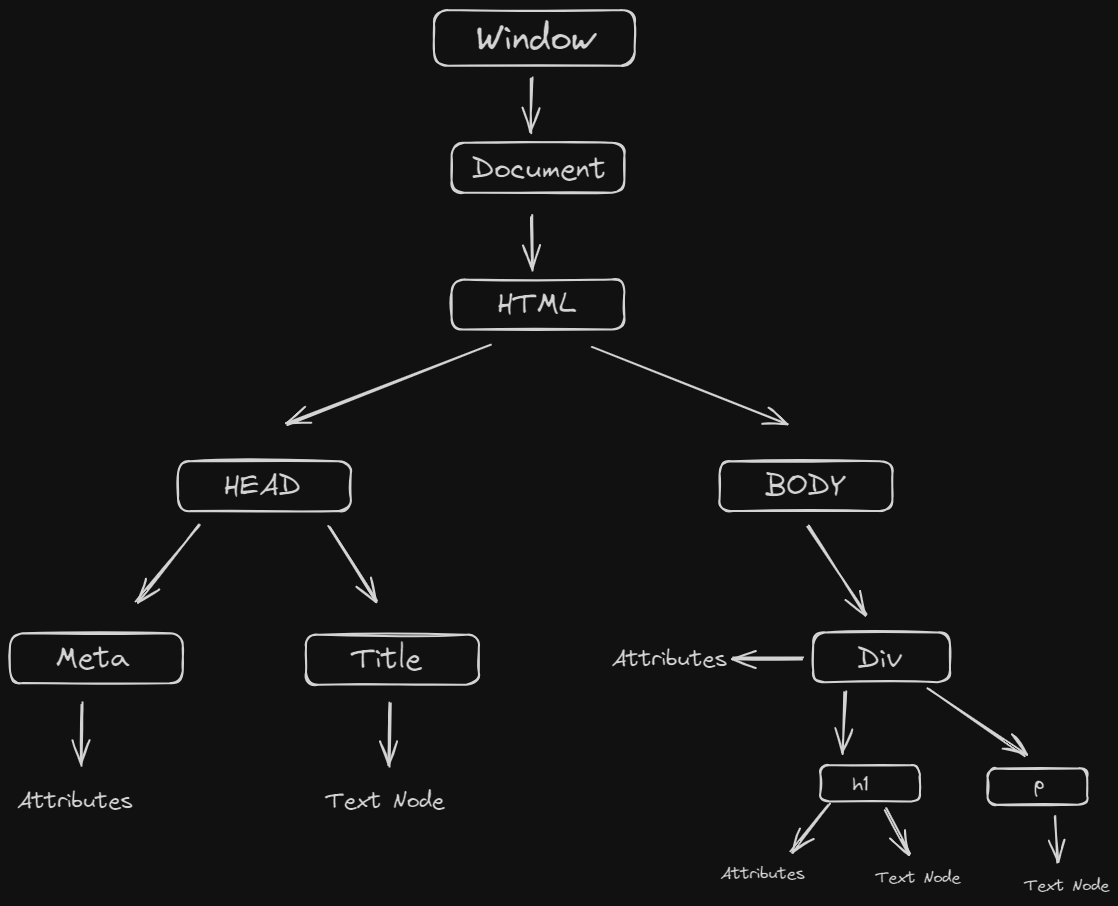 Window
Document
HTML
HEAD
BODY
Meta
Title
Attributes
Div
h1
p
Attributes
Text Node
Attributes
Text Node
Text Node